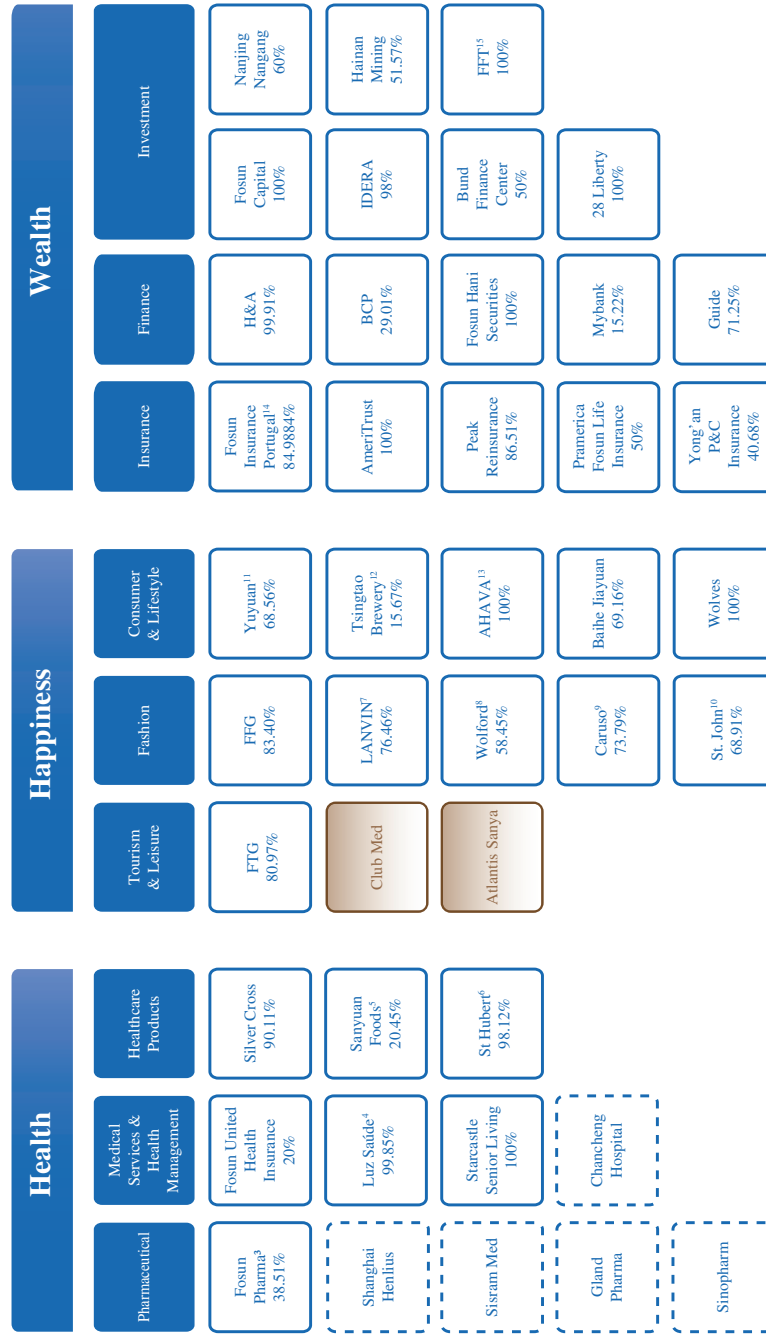 Health
Pharmaceutical
Fosun
Pharma³
38.51%
Shanghai
Henlius
Sisram Med
Gland
Pharma
Sinopharm
Medical
Services &
Health
Management
Fosun United
Health
Insurance
20%
Luz Saúde⁴
99.85%
Starcastle
Senior Living
100%
Chancheng
Hospital
Healthcare
Products
Silver Cross
90.11%
Sanyuan
Foods⁵
20.45%
St Hubert⁶
98.12%
Happiness
Tourism
& Leisure
FTG
80.97%
Club Med
Atlantis Sanya
Fashion
FFG
83.40%
LANVIN⁷
76.46%
Wolford⁸
58.45%
Caruso⁹
73.79%
St. John¹⁰
68.91%
Consumer
& Lifestyle
Yuyuan¹¹
68.56%
Tsingtao
Brewery¹²
15.67%
AHAVA¹³
100%
Baihe Jiayuan
69.16%
Wolves
100%
Wealth
Insurance
Fosun
Insurance
Portugal¹⁴
84.9884%
AmeriTrust
100%
Peak
Reinsurance
86.51%
Pramerica
Fosun Life
Insurance
50%
Yong'an
P&C
Insurance
40.68%
Finance
H&A
99.91%
BCP
29.01%
Fosun Hani
Securities
100%
Mybank
15.22%
Guide
71.25%
Investment
Fosun
Capital
100%
IDERA
98%
Bund
Finance
Center
50%
28 Liberty
100%
Nanjing
Nangang
60%
Hainan
Mining
51.57%
FFT¹⁵
100%